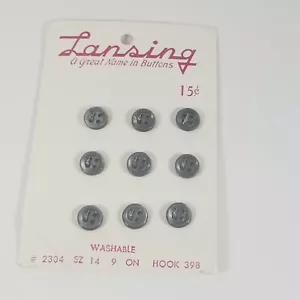 Lansing
A Great Name in Buttons
15¢
WASHABLE
# 2304 SZ 14 9 ON HOOK 398